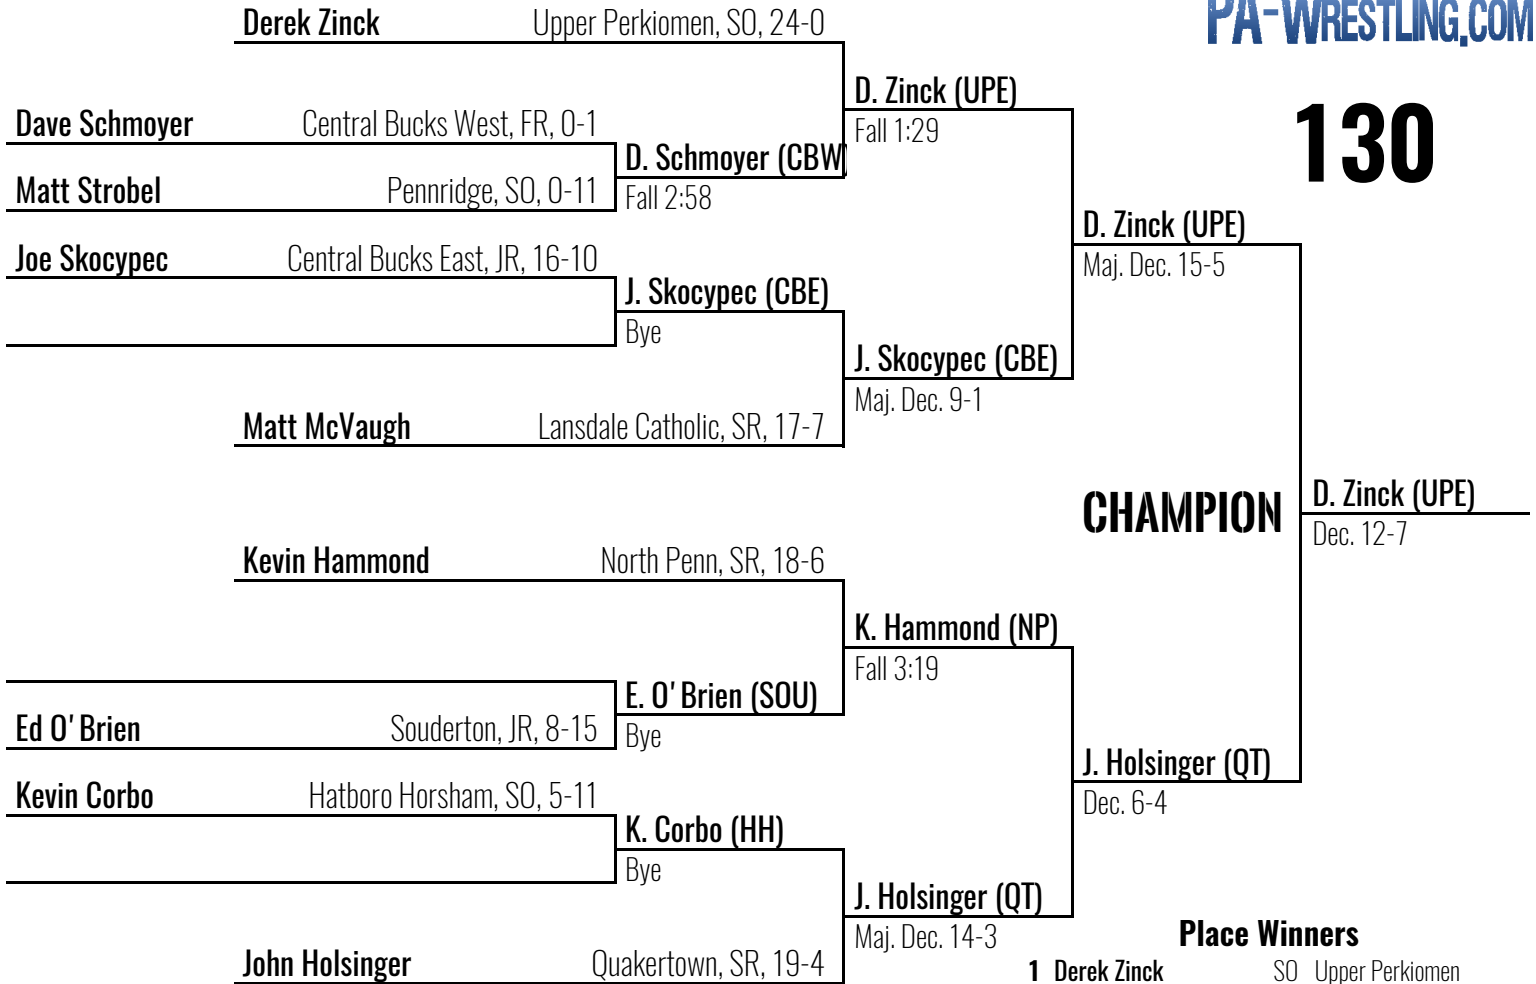 PA-WRESTLING.COM
130
Derek Zinck Upper Perkiomen, SO, 24-0
D. Zinck (UPE)
Fall 1:29
Dave Schmoyer Central Bucks West, FR, 0-1
D. Schmoyer (CBW)
Fall 2:58
Matt Strobel Pennridge, SO, 0-11
D. Zinck (UPE)
Maj. Dec. 15-5
Joe Skocypec Central Bucks East, JR, 16-10
J. Skocypec (CBE)
Bye
J. Skocypec (CBE)
Maj. Dec. 9-1
Matt McVaugh Lansdale Catholic, SR, 17-7
CHAMPION
D. Zinck (UPE)
Dec. 12-7
Kevin Hammond North Penn, SR, 18-6
K. Hammond (NP)
Fall 3:19
E. O'Brien (SOU)
Bye
Ed O'Brien Souderton, JR, 8-15
J. Holsinger (QT)
Dec. 6-4
Kevin Corbo Hatboro Horsham, SO, 5-11
K. Corbo (HH)
Bye
J. Holsinger (QT)
Maj. Dec. 14-3
John Holsinger Quakertown, SR, 19-4
Place Winners
1 Derek Zinck SO Upper Perkiomen